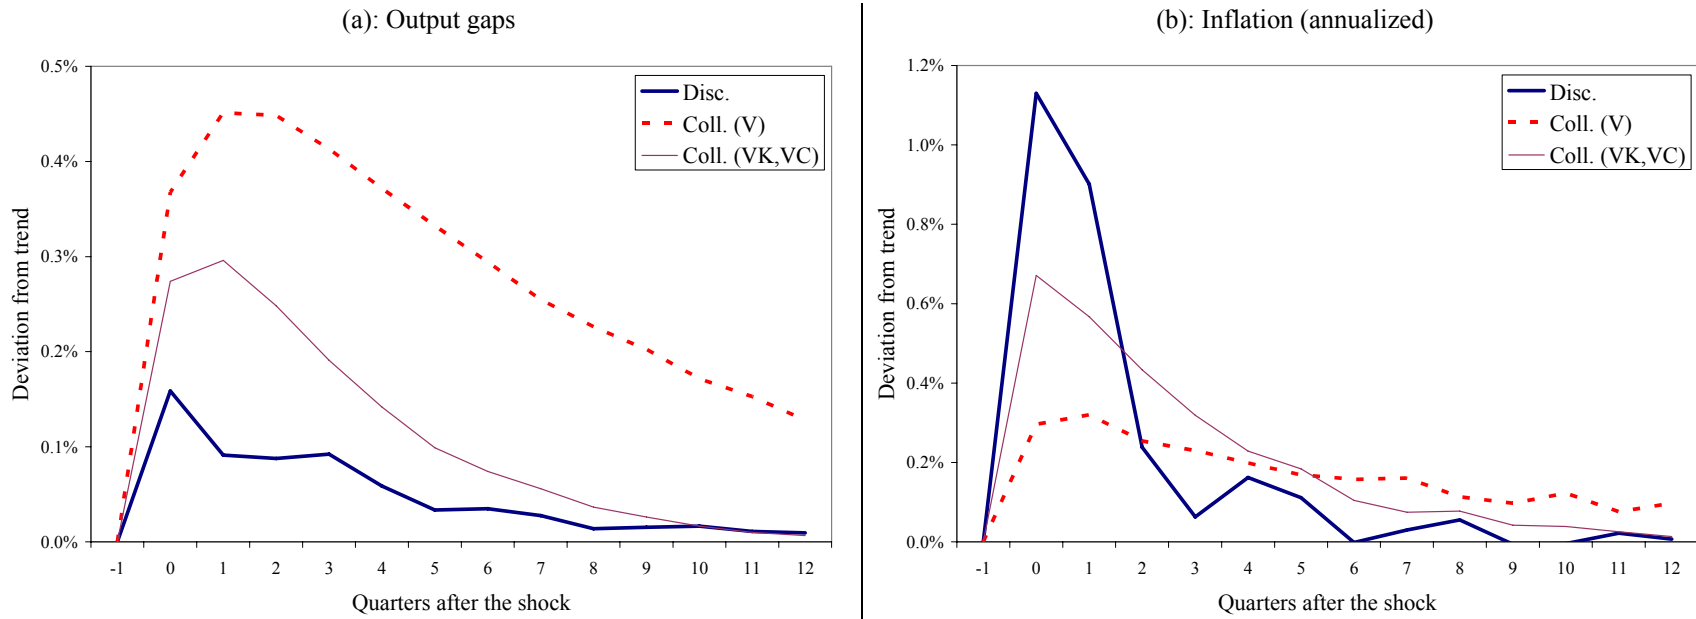 (a): Output gaps
0.5%
0.4%
0.3%
0.2%
0.1%
0.0%
Deviation from trend
Disc.
Coll. (V)
Coll. (VK,VC)
-1 0 1 2 3 4 5 6 7 8 9 10 11 12
Quarters after the shock
(b): Inflation (annualized)
1.2%
1.0%
0.8%
0.6%
0.4%
0.2%
0.0%
Deviation from trend
Disc.
Coll. (V)
Coll. (VK,VC)
-1 0 1 2 3 4 5 6 7 8 9 10 11 12
Quarters after the shock